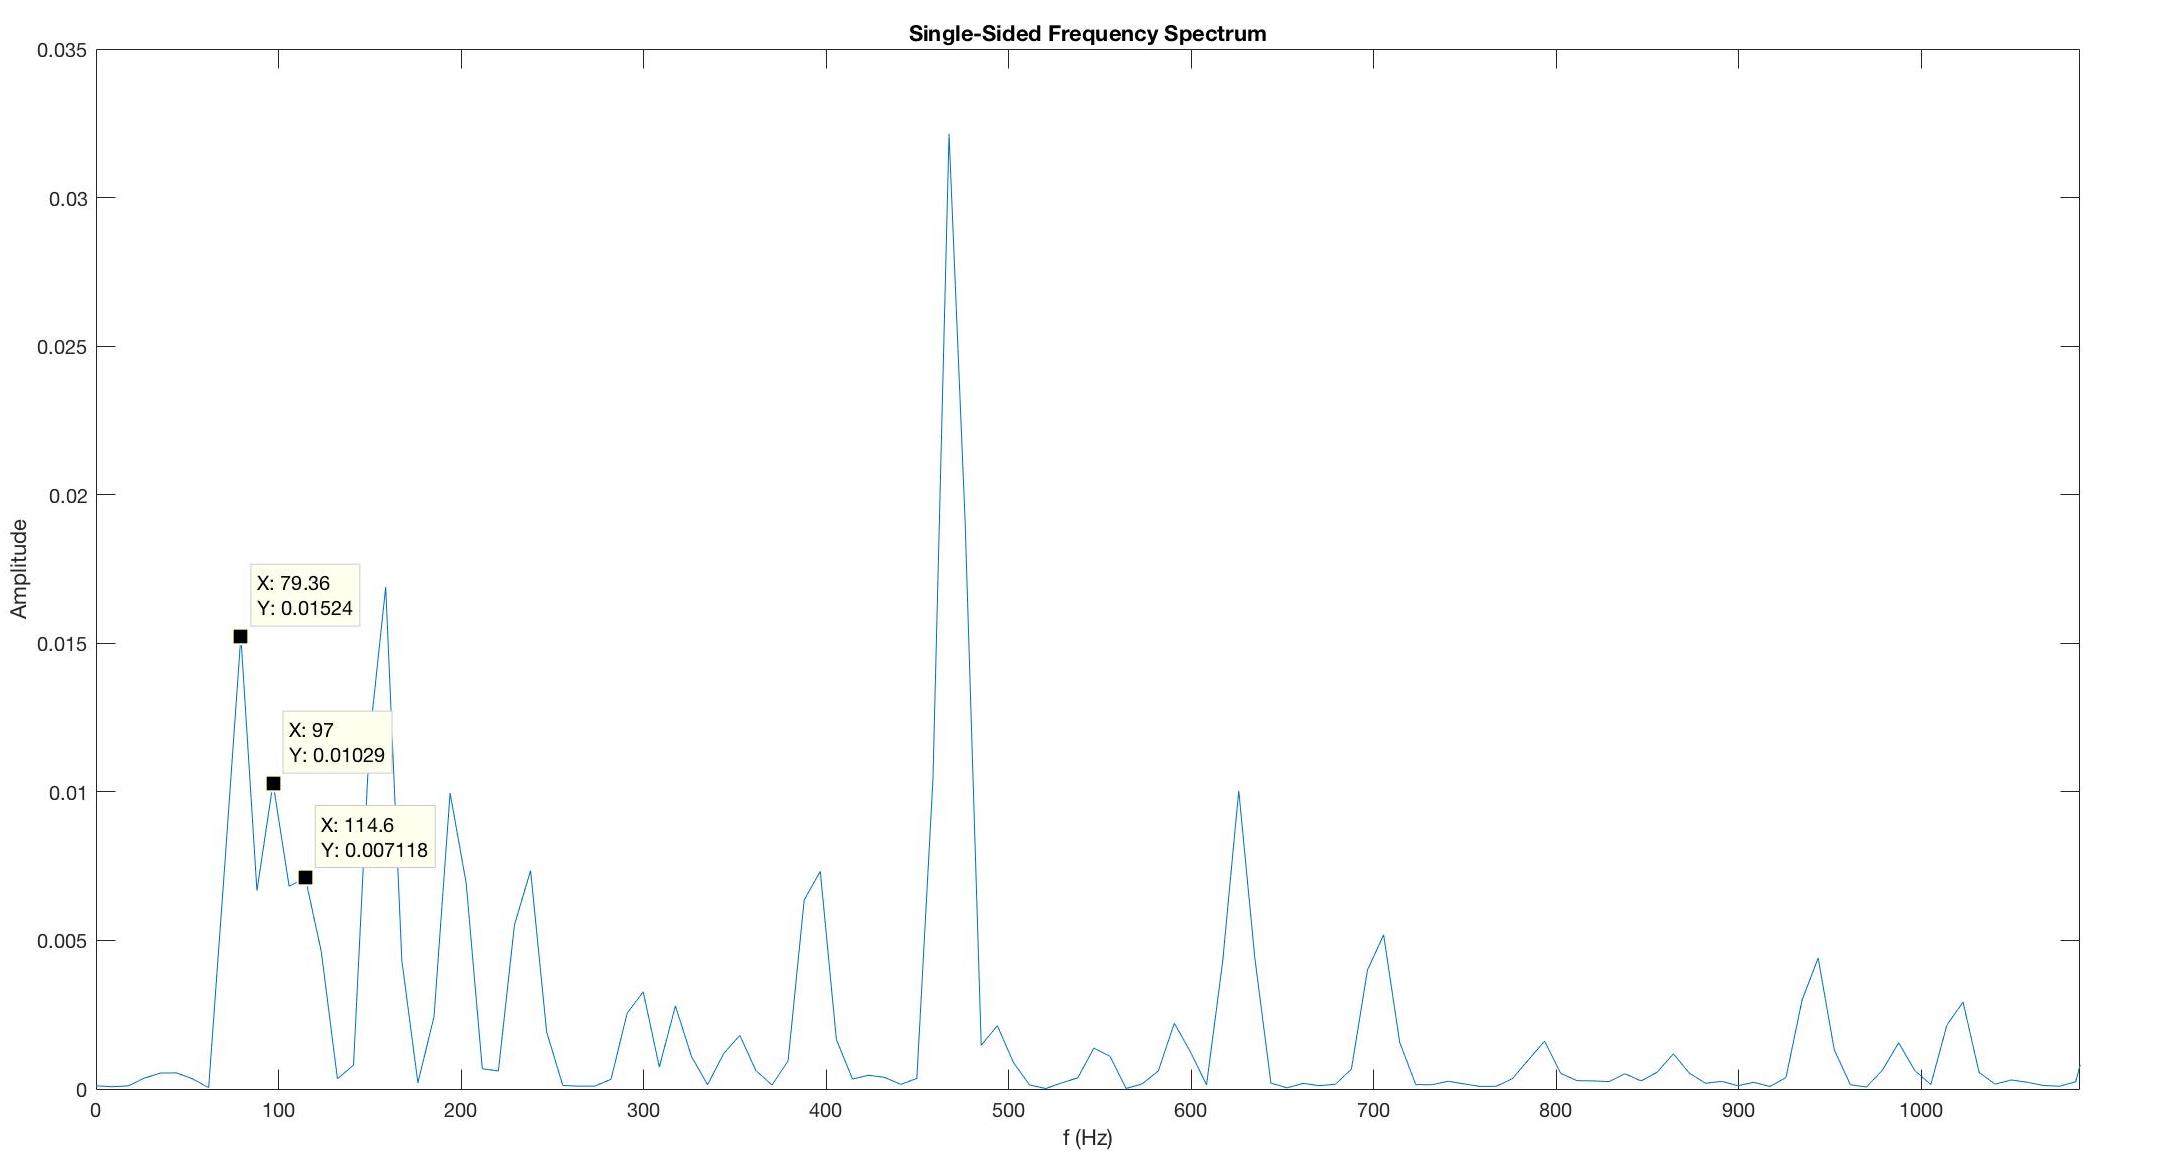 Single-Sided Frequency Spectrum
0.035
0.03
0.025
0.02
0.015
0.01
0.005
0
Amplitude
X: 79.36
Y: 0.01524
X: 97
Y: 0.01029
X: 114.6
Y: 0.007118
0 100 200 300 400 500 600 700 800 900 1000
f (Hz)